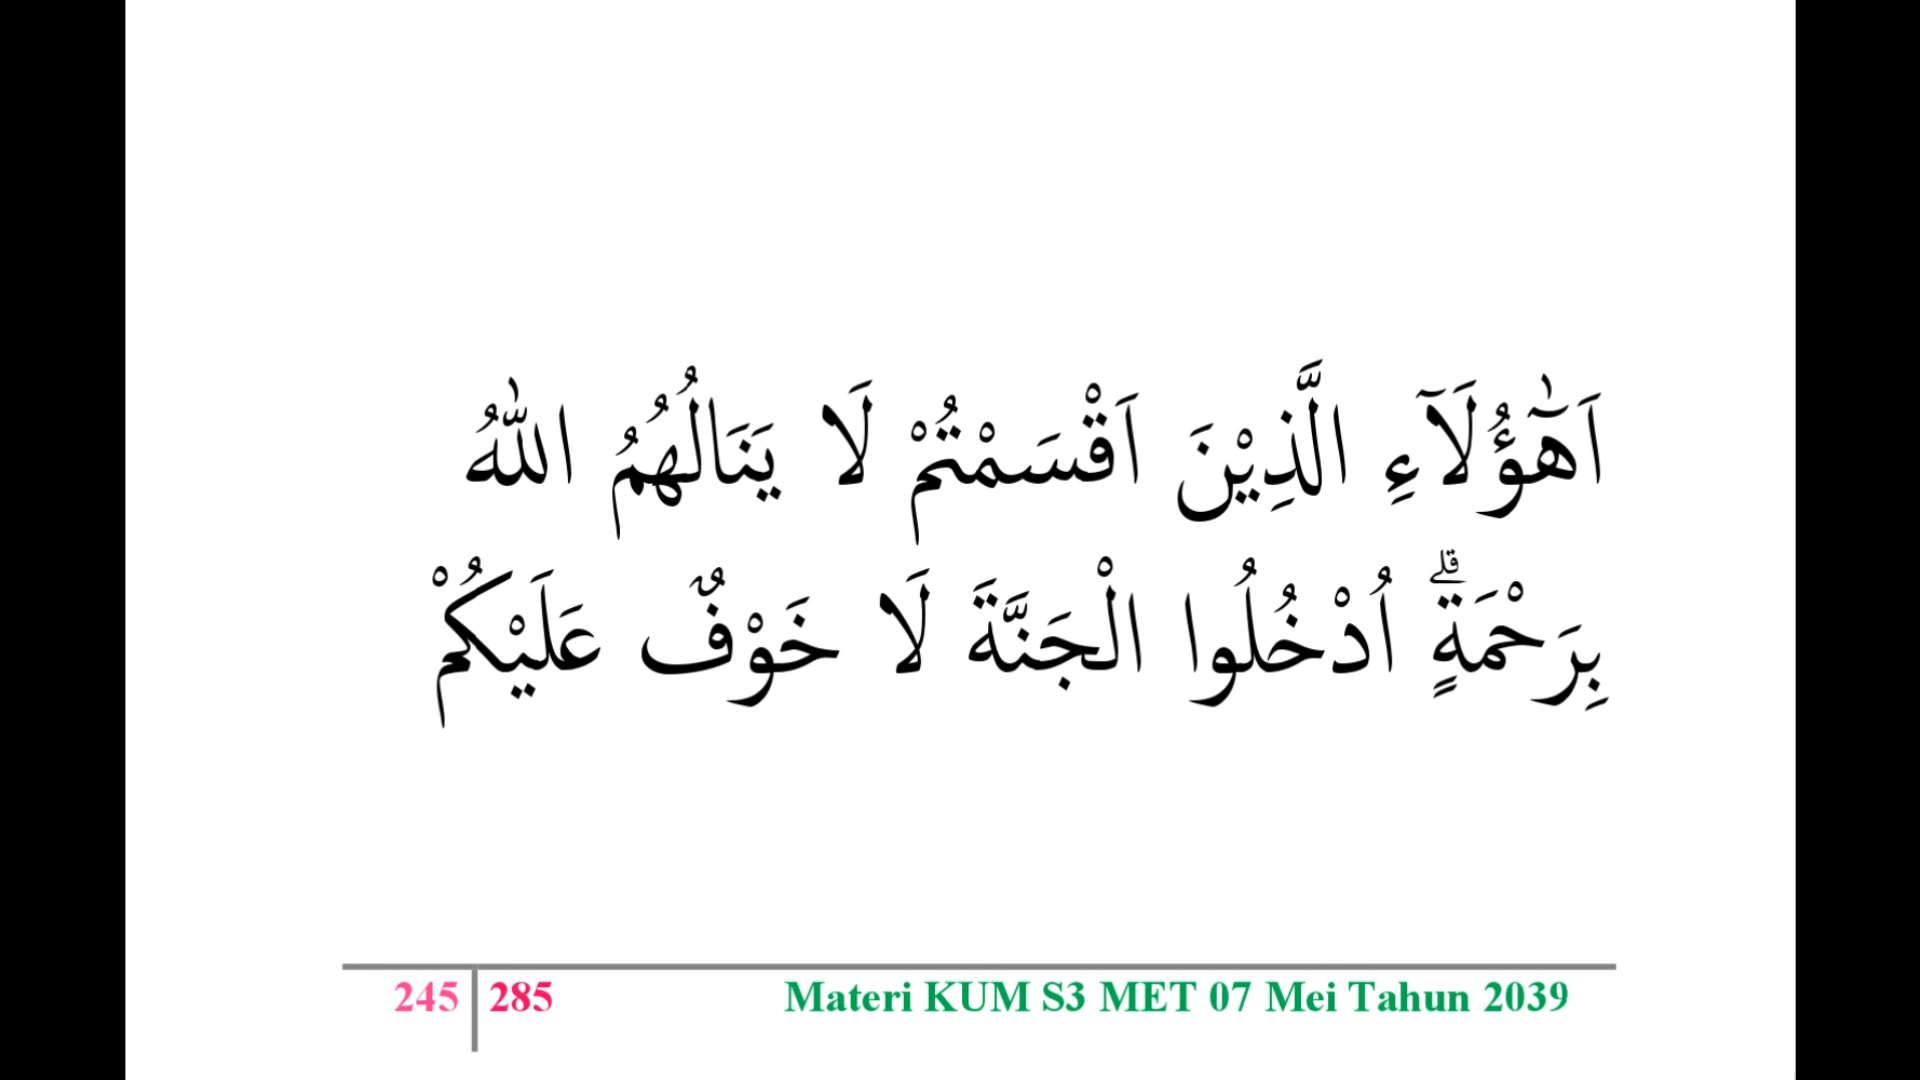 اَهٰٓؤُلَآءِ الَّذِيْنَ اَقْسَمْتُمْ لَا يَنَالُهُمُ اللّٰهُ
بِرَحْمَةٍۗ اُدْخُلُوا الْجَنَّةَ لَا خَوْفٌ عَلَيْكُمْ
245 285 Materi KUM S3 MET 07 Mei Tahun 2039